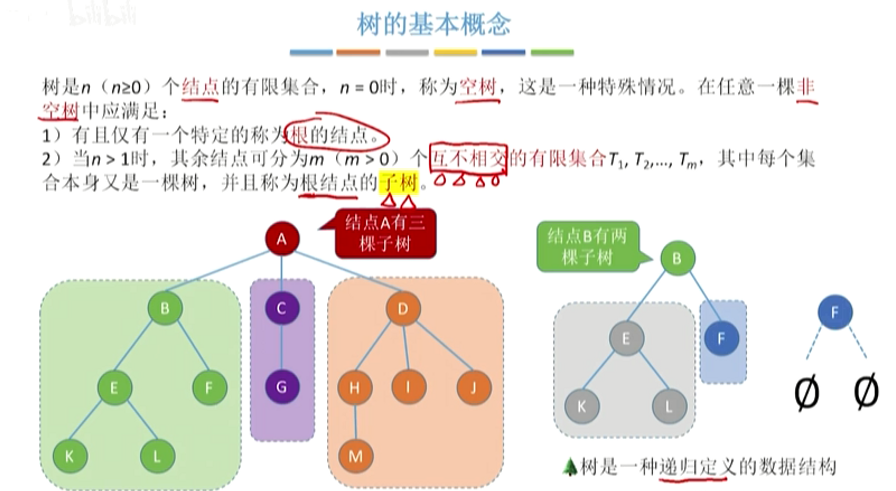 bilibili
树的基本概念
树是n（n≥0）个结点的有限集合，n = 0时，称为空树，这是一种特殊情况。在任意一棵非
空树中应满足：
1）有且仅有一个特定的称为根的结点。
2）当n > 1时，其余结点可分为m（m > 0）个互不相交的有限集合T1, T2,…, Tm，其中每个集
合本身又是一棵树，并且称为根结点的子树。
结点A有三
棵子树
A
B
C
D
E
F
G
H
I
J
K
L
M
结点B有两
棵子树
B
E
F
K
L
F
Ø Ø
树是一种递归定义的数据结构